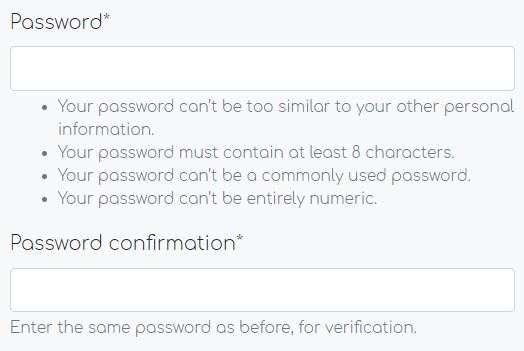 Password*
• Your password can't be too similar to your other personal
information.
• Your password must contain at least 8 characters.
• Your password can't be a commonly used password.
• Your password can't be entirely numeric.
Password confirmation*
Enter the same password as before, for verification.